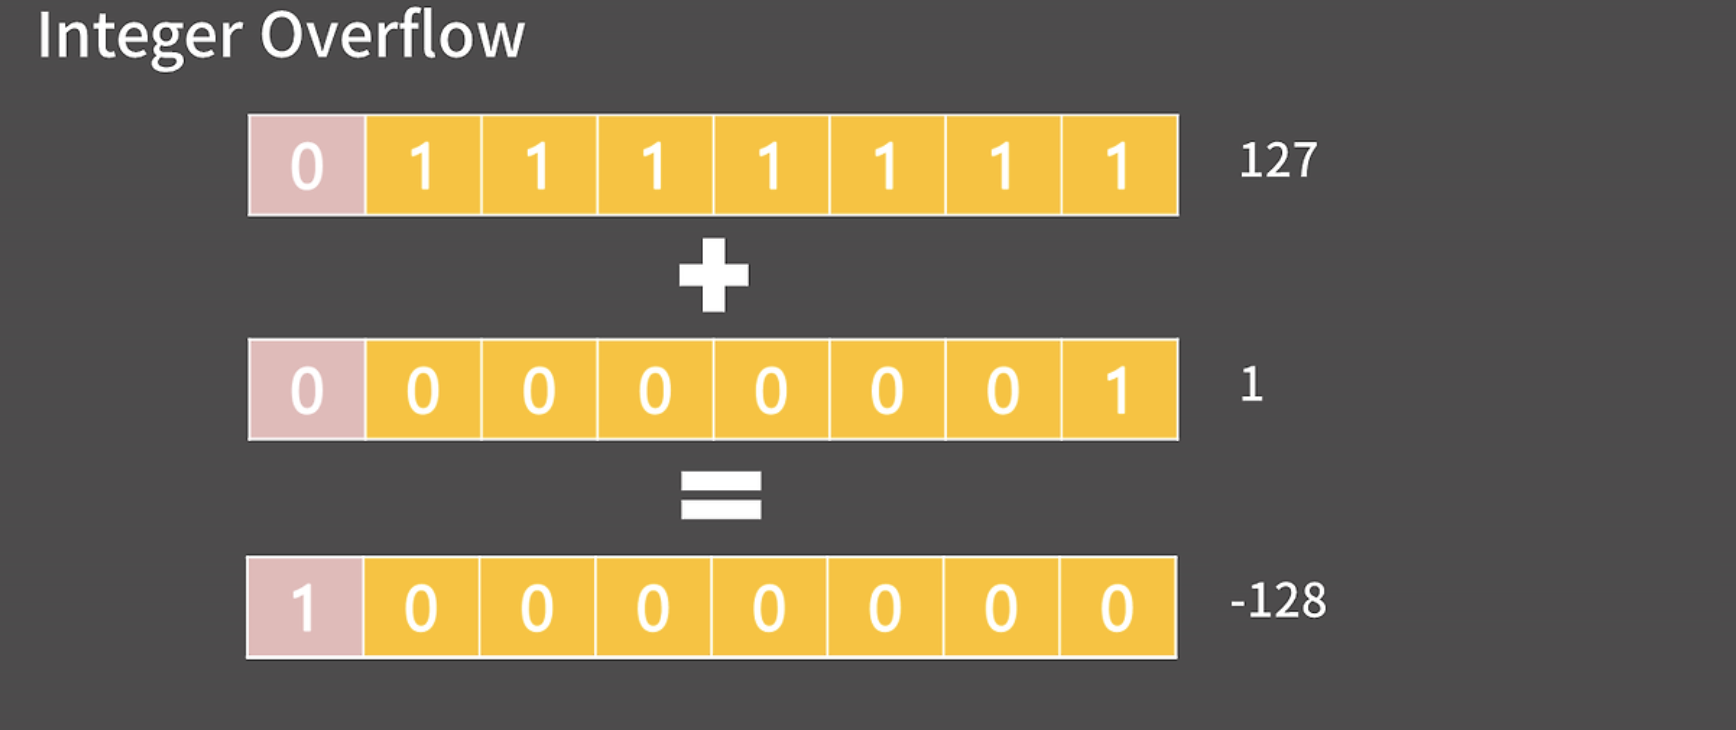 Integer Overflow
0 1 1 1 1 1 1 1 127
+
0 0 0 0 0 0 0 1 1
=
1 0 0 0 0 0 0 0 -128